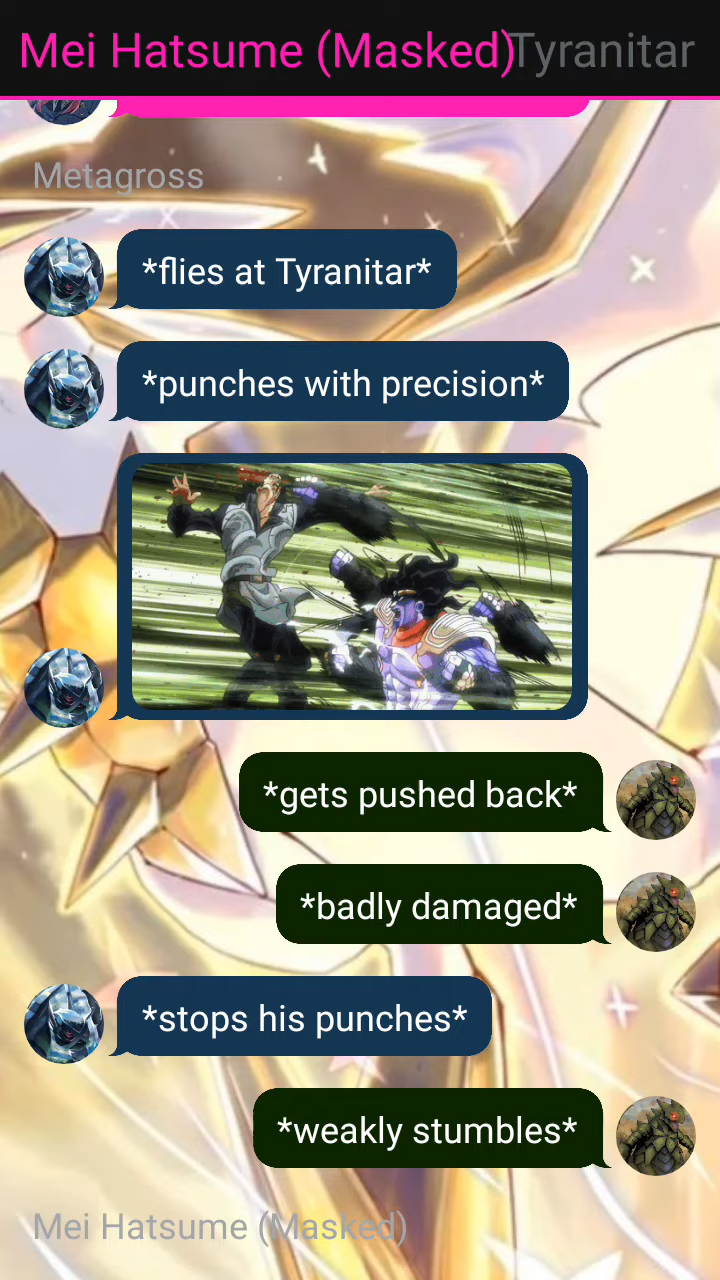 Mei Hatsume (Masked) Tyranitar
Metagross
*flies at Tyranitar*
*punches with precision*
*gets pushed back*
*badly damaged*
*stops his punches*
*weakly stumbles*
Mei Hatsume (Masked)